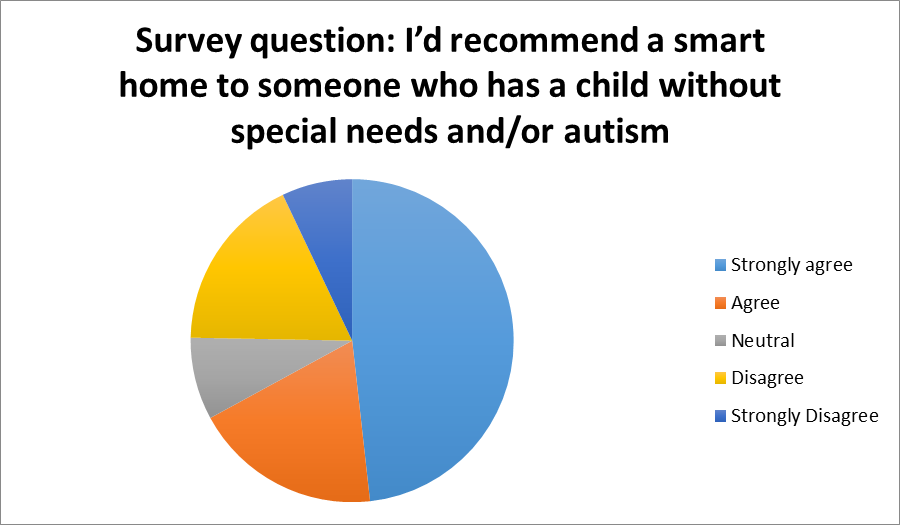 Survey question: I’d recommend a smart
home to someone who has a child without
special needs and/or autism
Strongly agree
Agree
Neutral
Disagree
Strongly Disagree